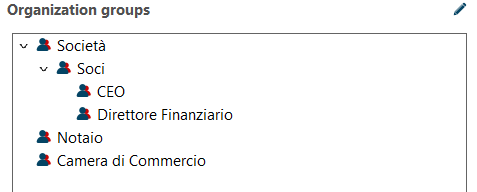 Organization groups
Società
Soci
CEO
Direttore Finanziario
Notaio
Camera di Commercio